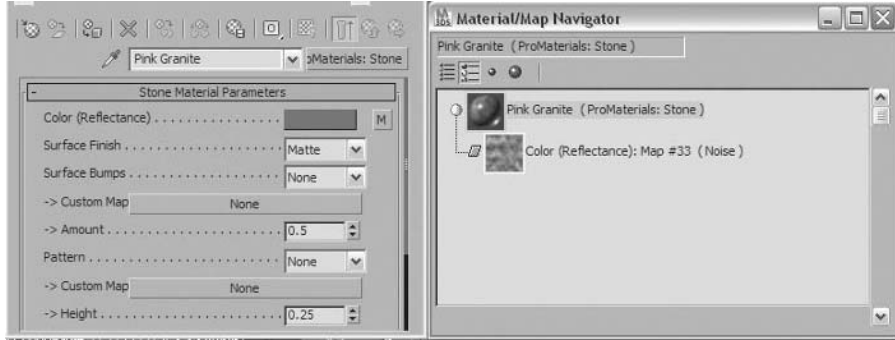 Pink Granite
oMaterials: Stone
- Stone Material Parameters
Color (Reflectance) . . . . . . . . . . . . . . . . M
Surface Finish . . . . . . . . . . . . . . . . . . . . Matte
Surface Bumps . . . . . . . . . . . . . . . . . . . None
-> Custom Map None
-> Amount . . . . . . . . . . . . . . . . . . . . . . 0.5
Pattern . . . . . . . . . . . . . . . . . . . . . . . . None
-> Custom Map None
-> Height . . . . . . . . . . . . . . . . . . . . . . . 0.25
Material/Map Navigator
Pink Granite ( ProMaterials: Stone )
Pink Granite ( ProMaterials: Stone )
Color (Reflectance): Map #33 ( Noise )